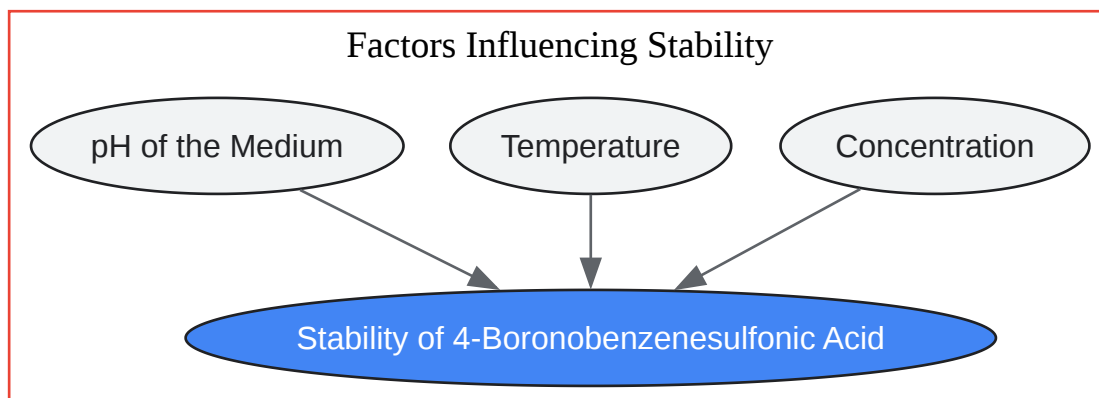 Factors Influencing Stability
pH of the Medium
Temperature
Concentration
Stability of 4-Boronobenzenesulfonic Acid